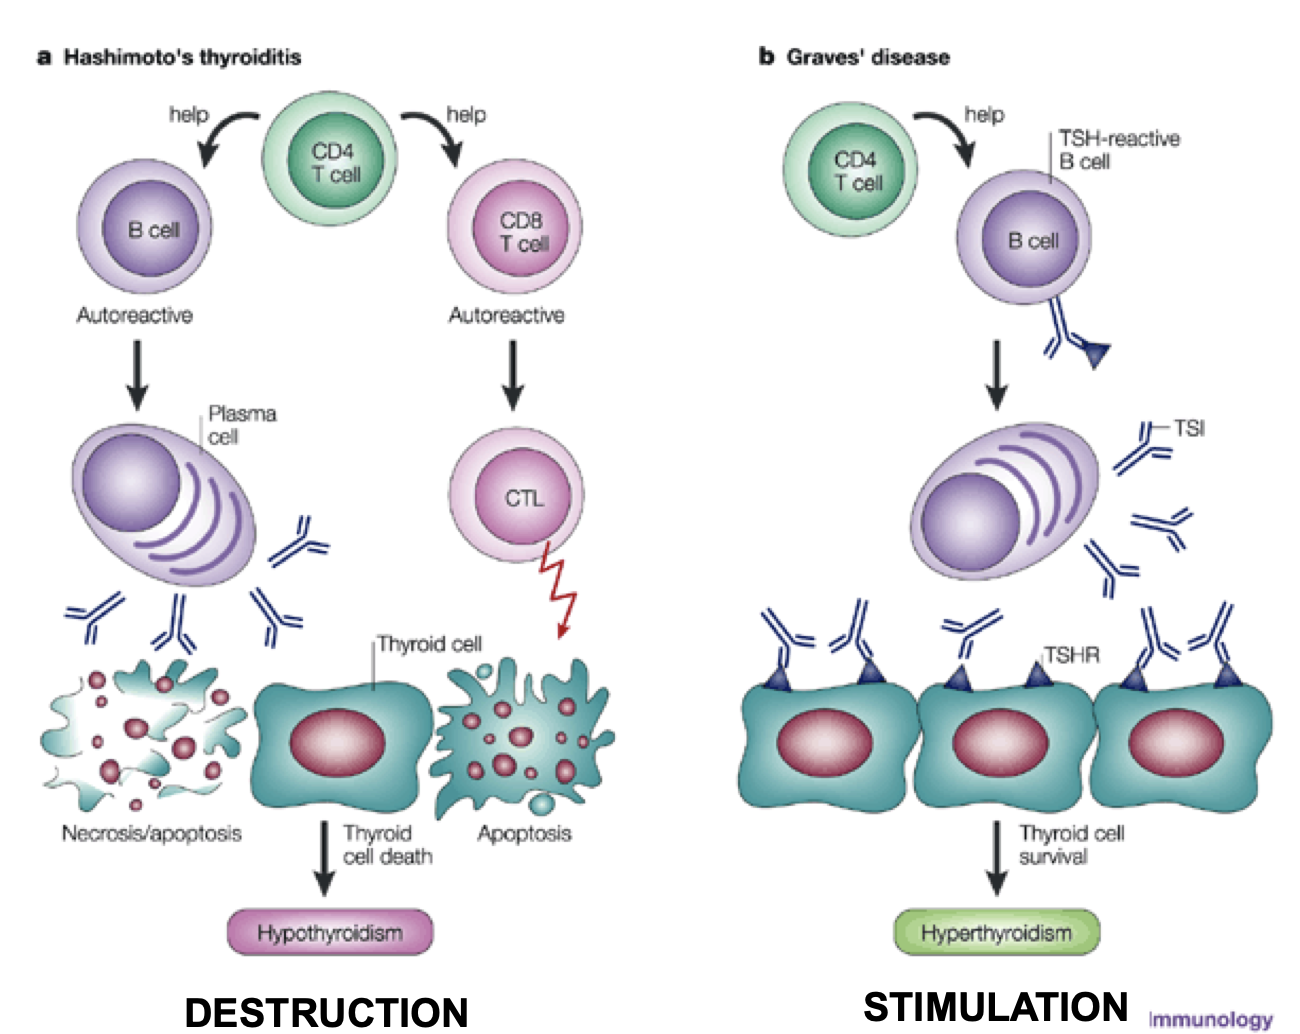 a Hashimoto's thyroiditis
help
help
CD4
T cell
B cell
CD8
T cell
Autoreactive
Autoreactive
Plasma
cell
CTL
Thyroid cell
Necrosis/apoptosis
Thyroid
cell death
Apoptosis
Hypothyroidism
DESTRUCTION
b Graves' disease
help
CD4
T cell
TSH-reactive
B cell
B cell
TSI
TSHR
Thyroid cell
survival
Hyperthyroidism
STIMULATION
Immunology